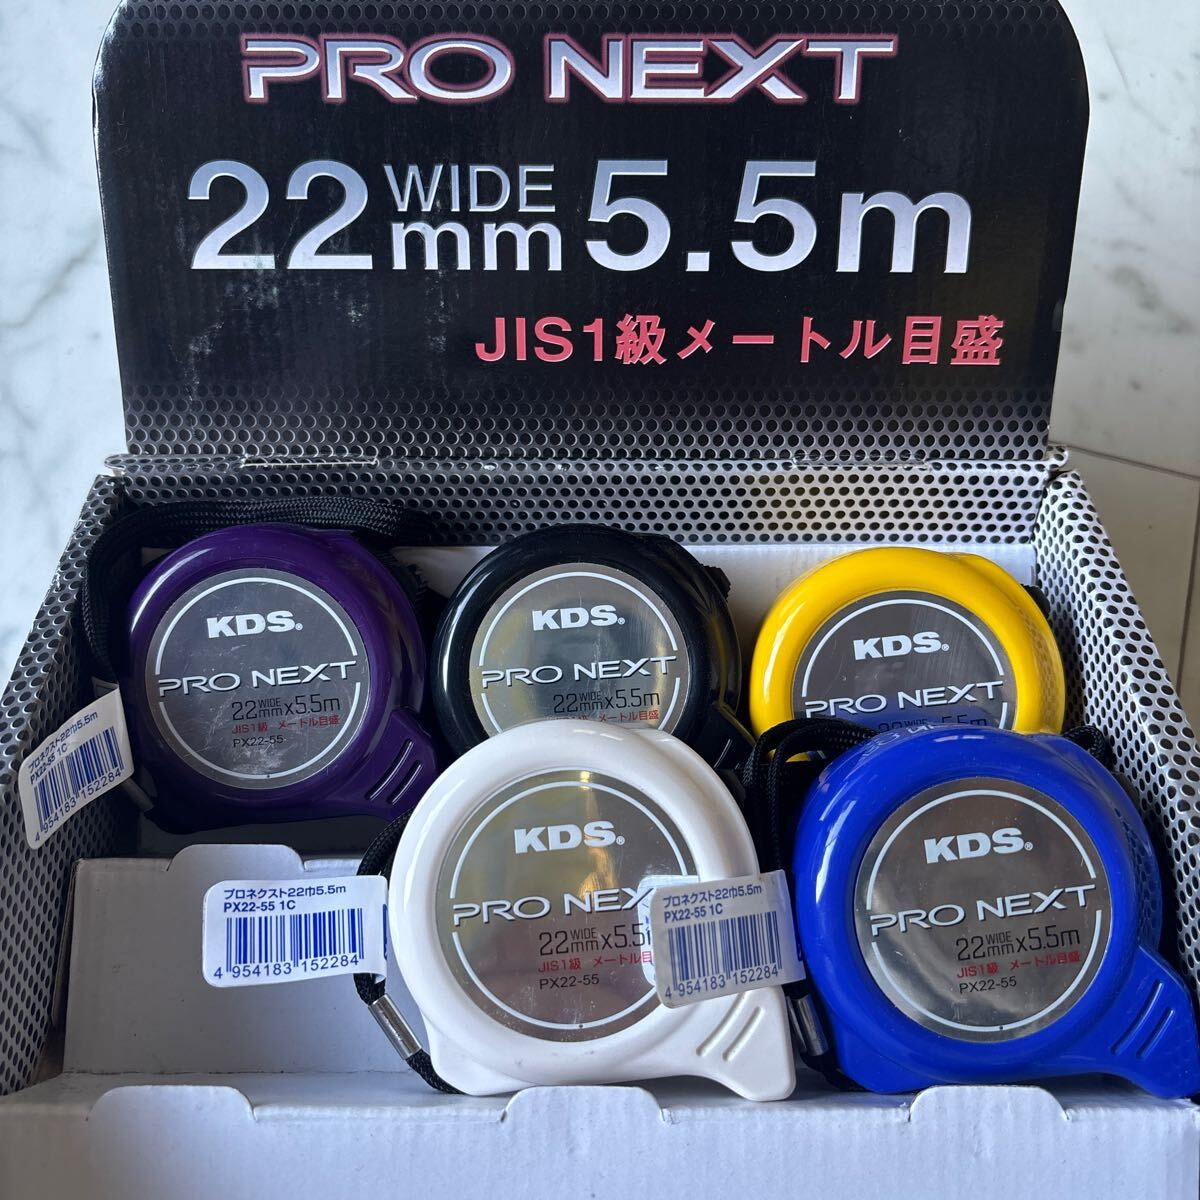 PRO NEXT
22 WIDE mm 5.5m
JIS1級メートル目盛
KDS®
PRO NEXT
22 WIDE mm x5.5m
JIS1級 メートル目盛
PX22-55
プロネクスト22巾5.5m
PX22-55 1C
4 954183 152284
KDS®
PRO NEXT
22 WIDE mm x5.5m
メートル目盛
KDS®
PRO NEXT
22 WIDE 5.5m
KDS®
PRO NEXT
22 WIDE mm x5.5
JIS1級 メートル目
PX22-55
プロネクスト22巾5.5m
PX22-55 1C
4 954183 152284
プロネクスト22巾5.5m
PX22-55 1C
4 954183 152284
KDS®
PRO NEXT
22 WIDE mm x5.5m
JIS1級 メートル目盛
PX22-55